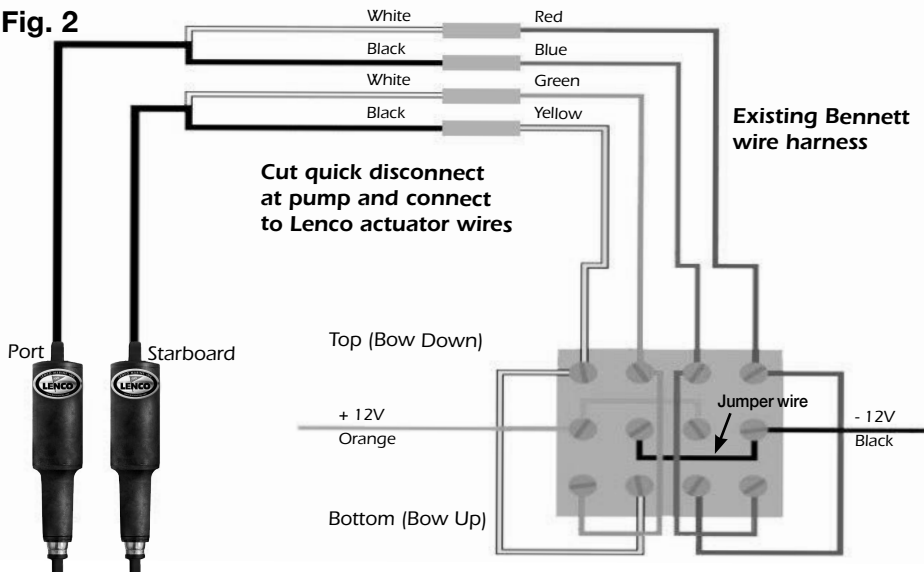 Fig. 2
White
Red
Black
Blue
White
Green
Black
Yellow
Existing Bennett
wire harness
Cut quick disconnect
at pump and connect
to Lenco actuator wires
Port
Starboard
LENCO
LENCO
Top (Bow Down)
Jumper wire
+ 12V
Orange
- 12V
Black
Bottom (Bow Up)